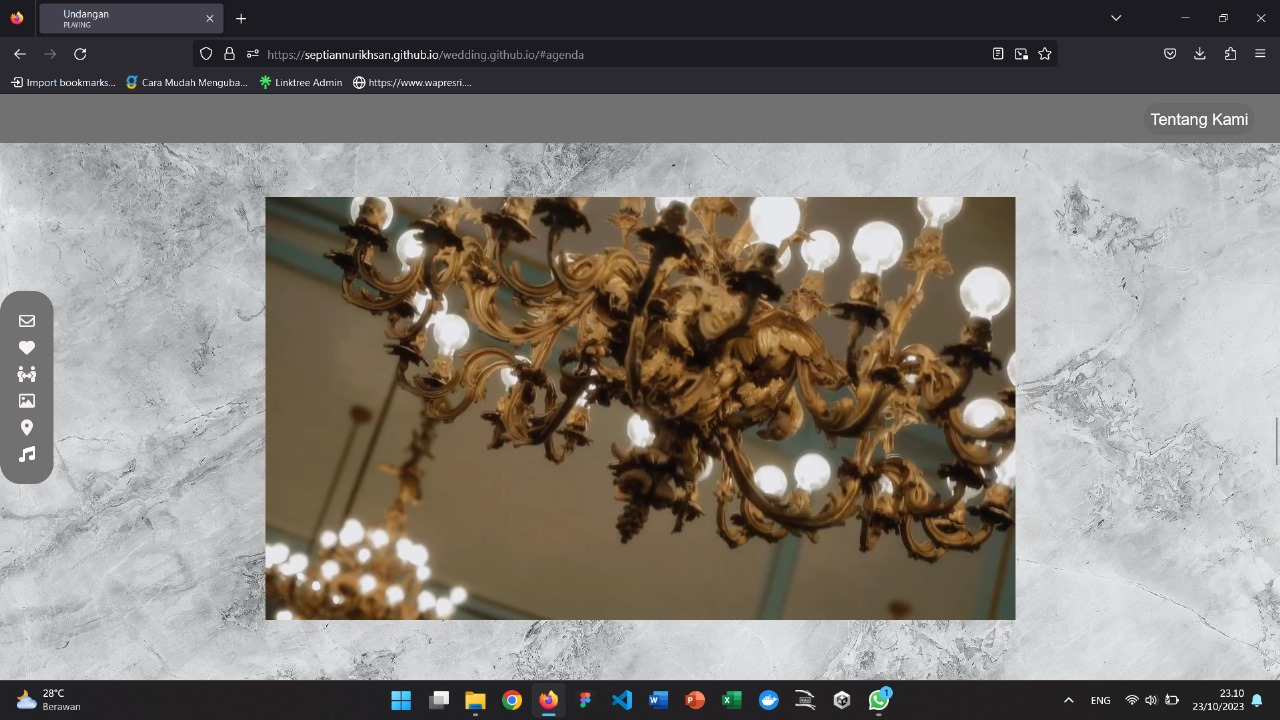 Undangan
PLAYING
https://septiannurikhsan.github.io/wedding.github.io/#agenda
Import bookmarks...
Cara Mudah Menguba...
Linktree Admin
https://www.wapresri....
Tentang Kami
28°C
Berawan
1
ENG
23.10
23/10/2023